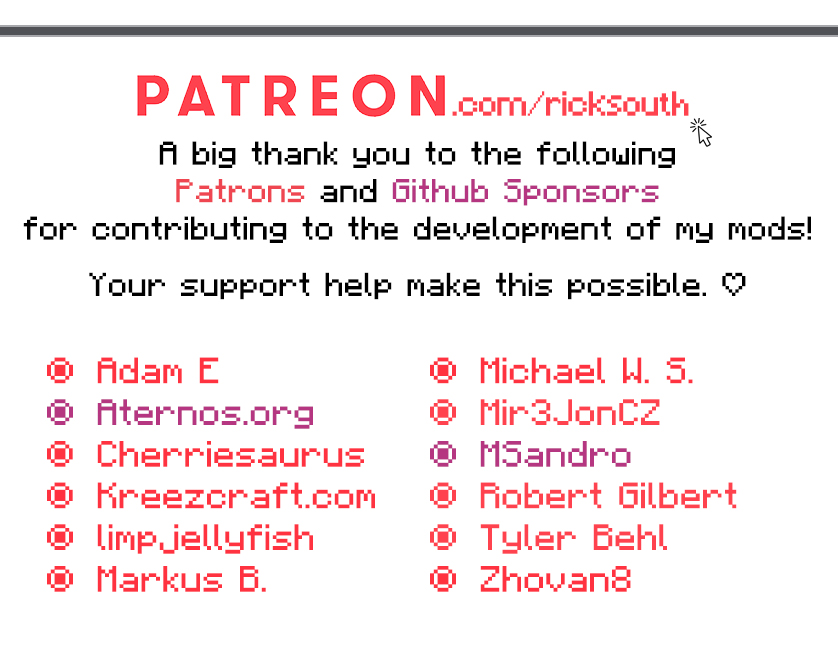 PATREON.com/ricksouth
A big thank you to the following
Patrons and Github Sponsors
for contributing to the development of my mods!
Your support help make this possible. ♡
Adam E
Aternos.org
Cherriesaurus
Kreezcraft.com
limpjellyfish
Markus B.
Michael W. S.
Mir3JonCZ
MSandro
Robert Gilbert
Tyler Behl
Zhovan8